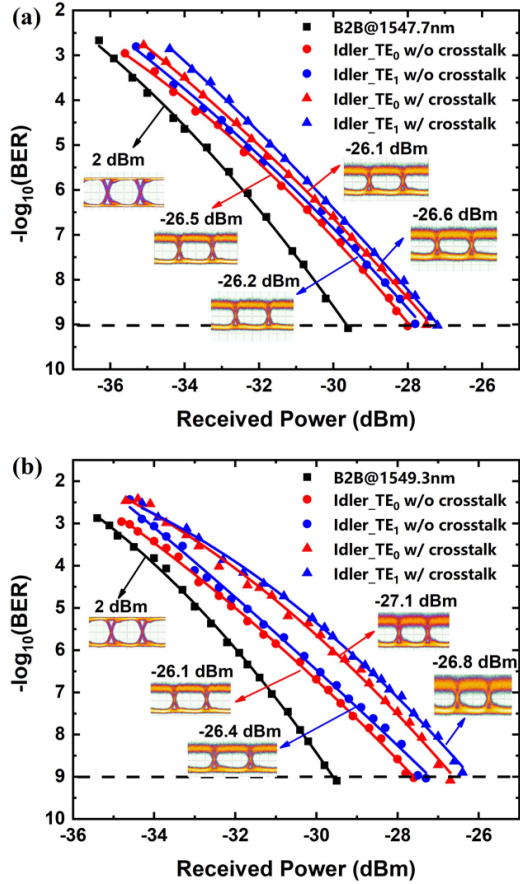 (a)
2
3
4
5
6
7
8
9
10
-log10(BER)
B2B@1547.7nm
Idler_TE0 w/o crosstalk
Idler_TE1 w/o crosstalk
Idler_TE0 w/ crosstalk
Idler_TE1 w/ crosstalk
2 dBm
-26.1 dBm
-26.5 dBm
-26.6 dBm
-26.2 dBm
-36 -34 -32 -30 -28 -26
Received Power (dBm)
(b)
2
3
4
5
6
7
8
9
10
-log10(BER)
B2B@1549.3nm
Idler_TE0 w/o crosstalk
Idler_TE1 w/o crosstalk
Idler_TE0 w/ crosstalk
Idler_TE1 w/ crosstalk
2 dBm
-27.1 dBm
-26.8 dBm
-26.1 dBm
-26.4 dBm
-36 -34 -32 -30 -28 -26
Received Power (dBm)